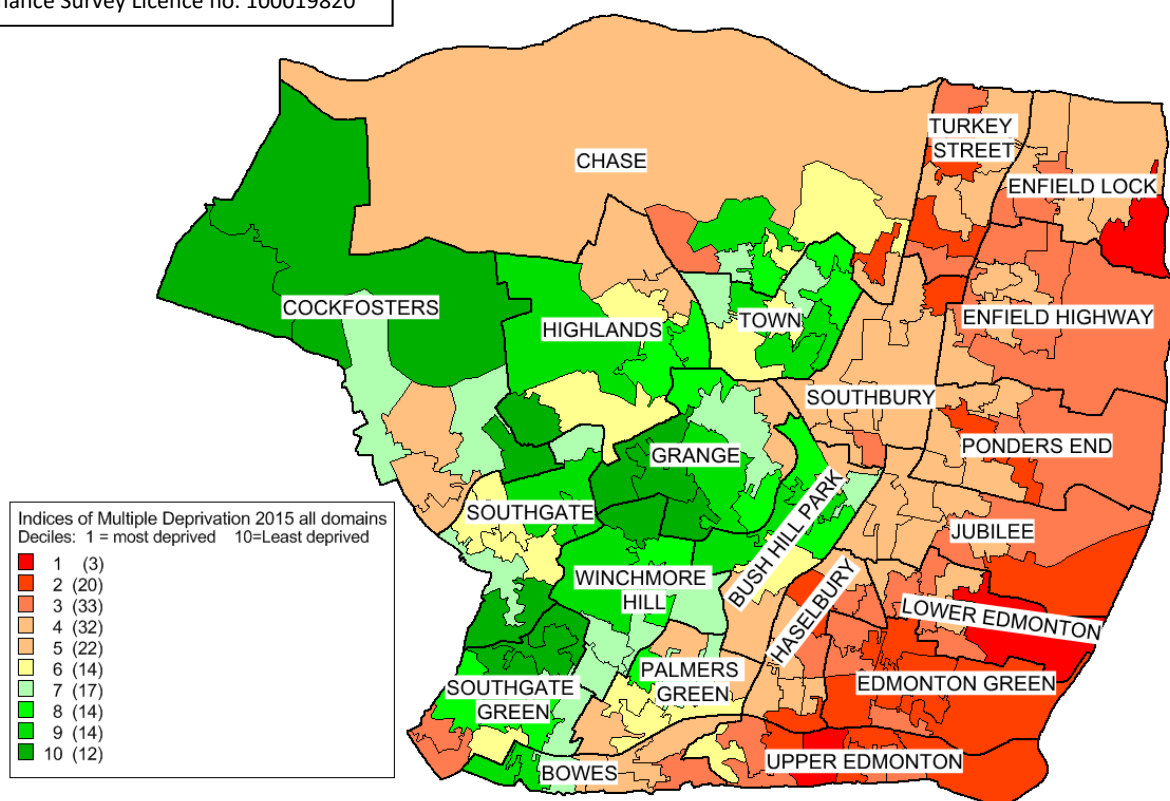 nance Survey Licence no. 100019820
CHASE
TURKEY
STREET
ENFIELD LOCK
COCKFOSTERS
HIGHLANDS
TOWN
ENFIELD HIGHWAY
SOUTHBURY
GRANGE
PONDERS END
SOUTHGATE
BUSH HILL PARK
JUBILEE
WINCHMORE
HILL
HASELBURY
LOWER EDMONTON
PALMERS
GREEN
EDMONTON GREEN
SOUTHGATE
GREEN
BOWES
UPPER EDMONTON
Indices of Multiple Deprivation 2015 all domains
Deciles: 1 = most deprived 10=Least deprived
1 (3)
2 (20)
3 (33)
4 (32)
5 (22)
6 (14)
7 (17)
8 (14)
9 (14)
10 (12)